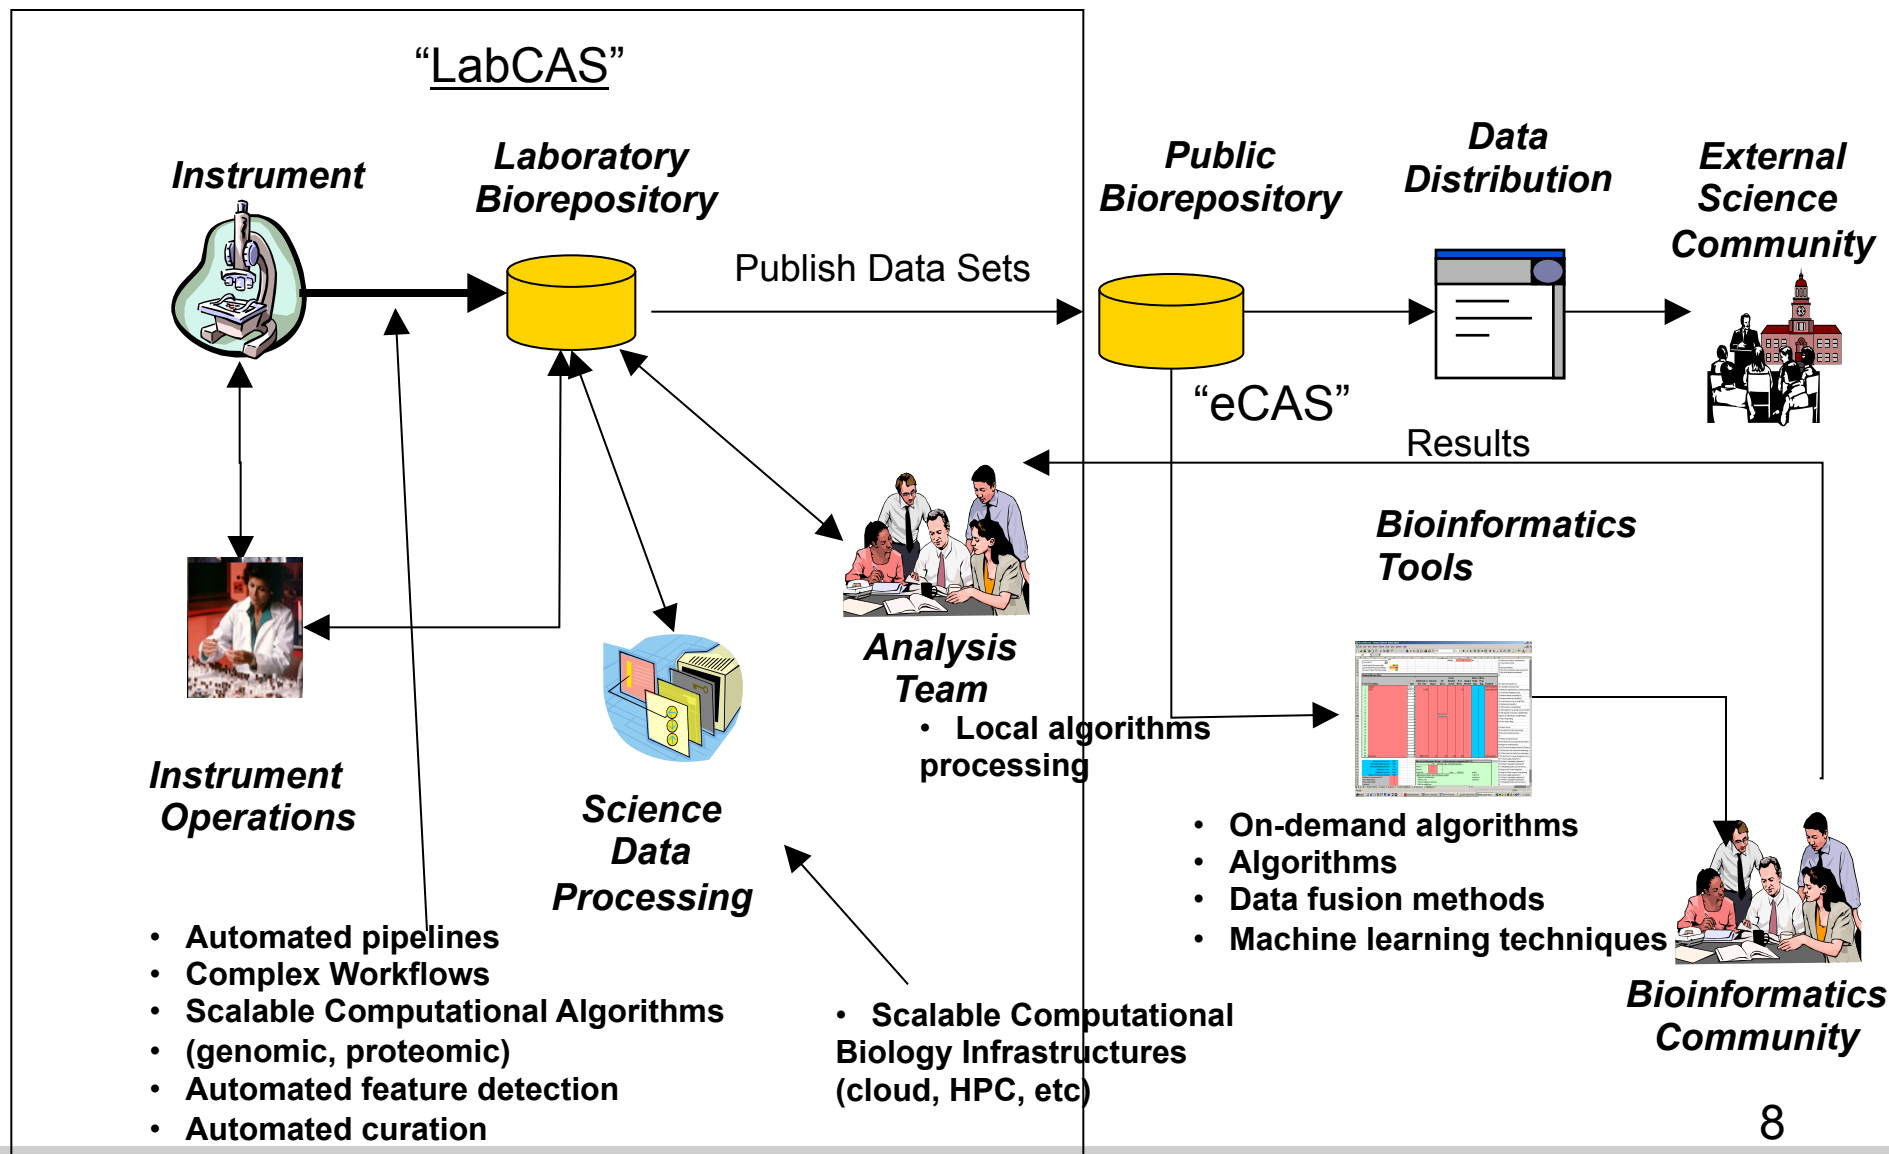 “LabCAS”
Instrument
Laboratory
Biorepository
Publish Data Sets
Public
Biorepository
Data
Distribution
External
Science
Community
“eCAS”
Results
Bioinformatics
Tools
Analysis
Team
• Local algorithms
processing
Instrument
Operations
Science
Data
Processing
• On-demand algorithms
• Algorithms
• Data fusion methods
• Machine learning techniques
Bioinformatics
Community
• Automated pipelines
• Complex Workflows
• Scalable Computational Algorithms
• (genomic, proteomic)
• Automated feature detection
• Automated curation
• Scalable Computational
Biology Infrastructures
(cloud, HPC, etc)
8